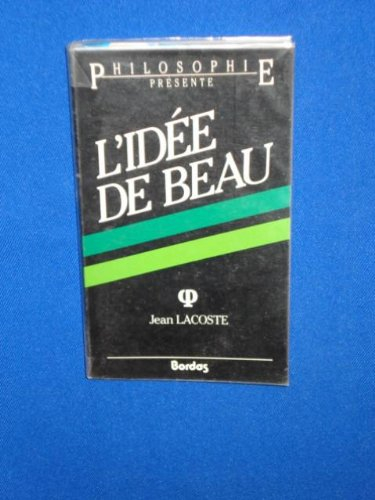 PHILOSOPHIE
PRÉSENTE
L'IDÉE
DE BEAU
φ
Jean LACOSTE
Bordas